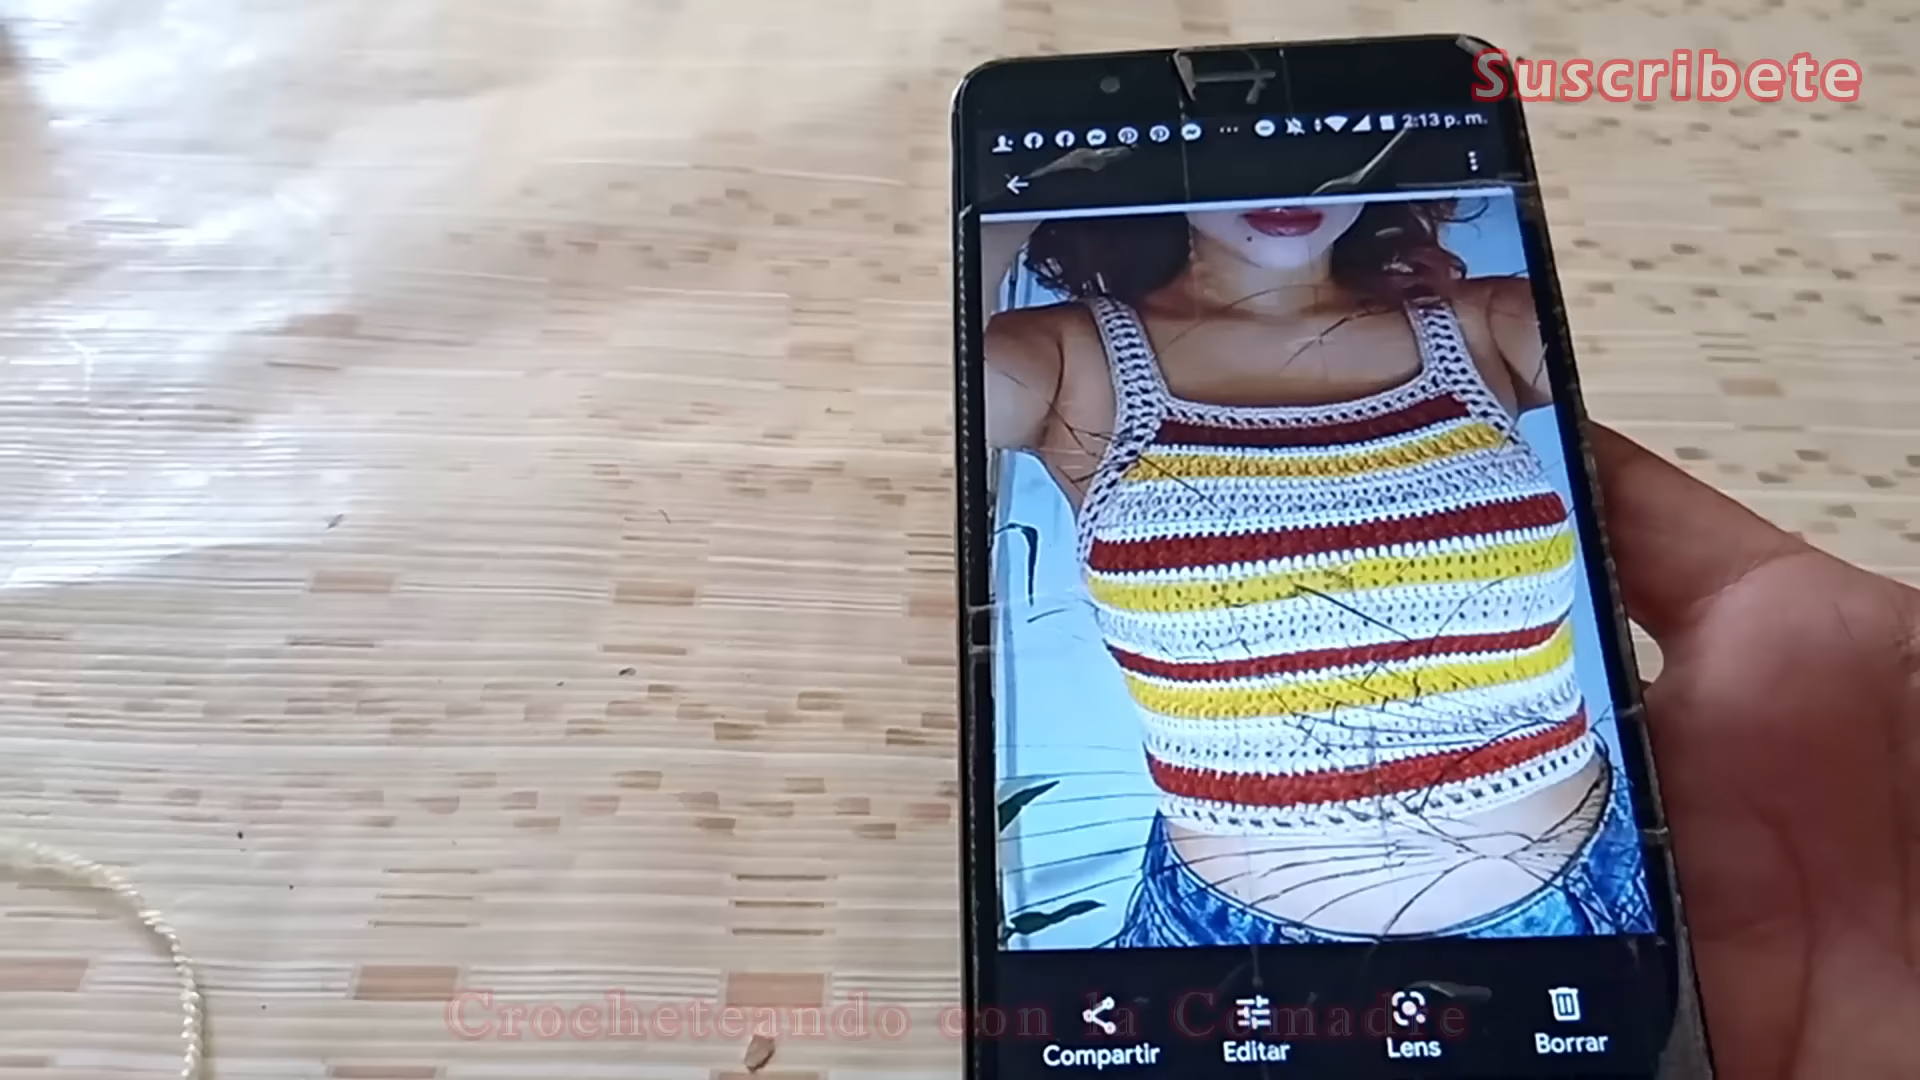 Suscribete
2:13 p. m.
Crocheteando con la Comadre
Compartir
Editar
Lens
Borrar